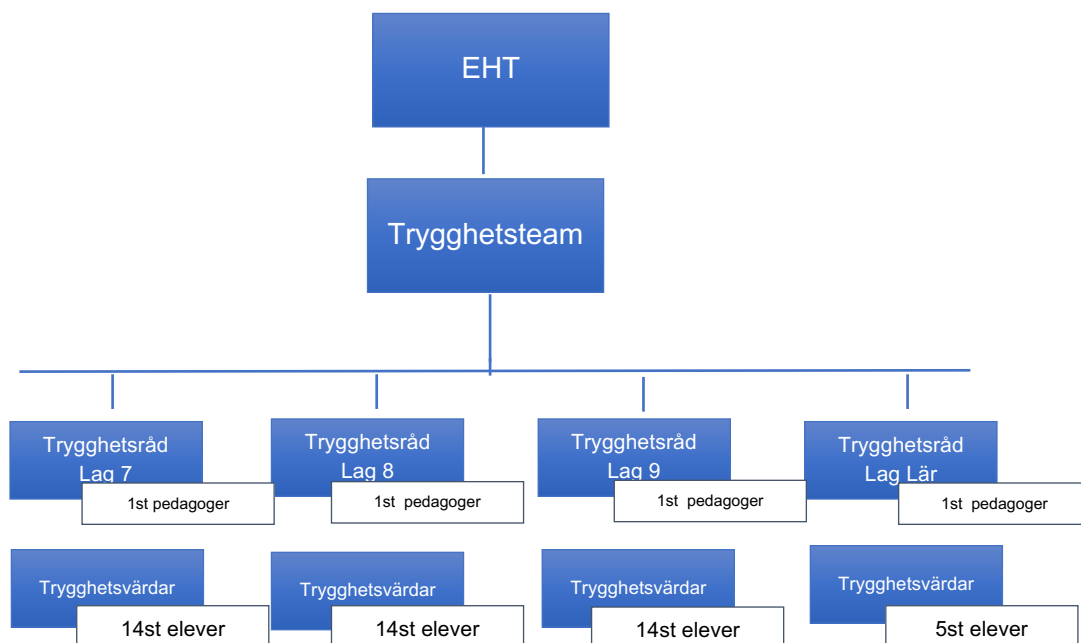 EHT
Trygghetsteam
Trygghetsråd
Lag 7
1st pedagoger
Trygghetsråd
Lag 8
1st pedagoger
Trygghetsråd
Lag 9
1st pedagoger
Trygghetsråd
Lag Lär
1st pedagoger
Trygghetsvärdar
14st elever
Trygghetsvärdar
14st elever
Trygghetsvärdar
14st elever
Trygghetsvärdar
5st elever